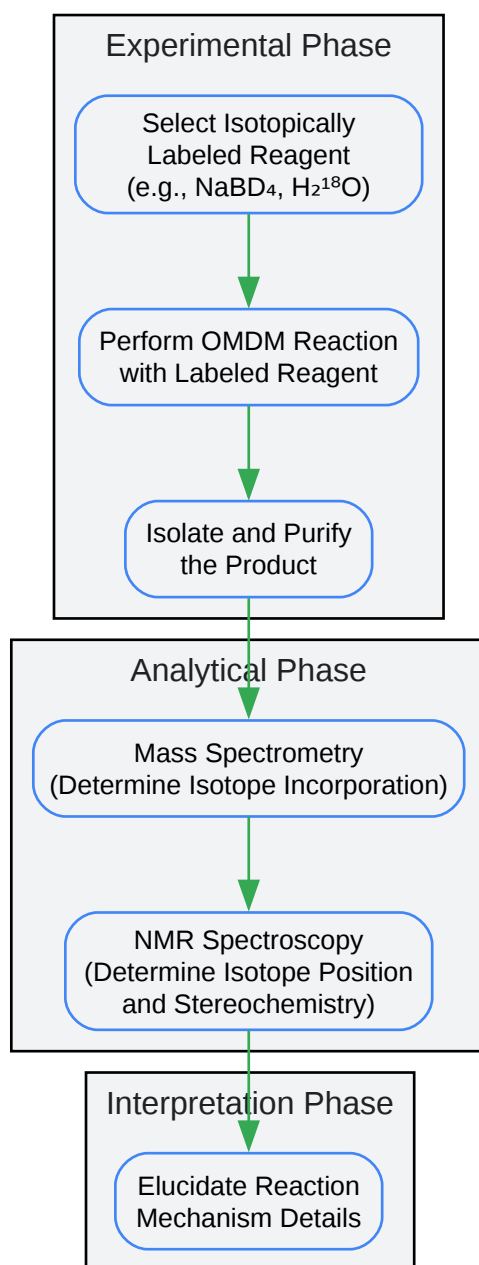 Experimental Phase
Select Isotopically
Labeled Reagent
(e.g., NaBD₄, H₂¹⁸O)
Perform OMDM Reaction
with Labeled Reagent
Isolate and Purify
the Product
Analytical Phase
Mass Spectrometry
(Determine Isotope Incorporation)
NMR Spectroscopy
(Determine Isotope Position
and Stereochemistry)
Interpretation Phase
Elucidate Reaction
Mechanism Details